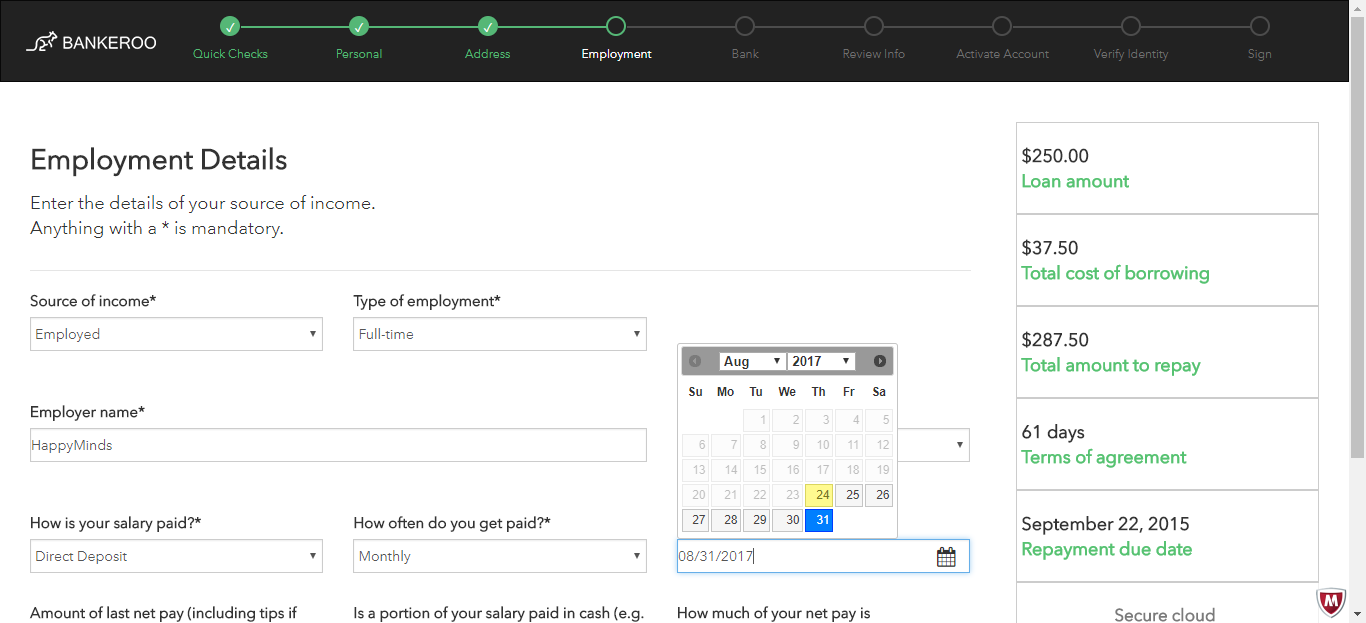 BANKEROO
Quick Checks
Personal
Address
Employment
Bank
Review Info
Activate Account
Verify Identity
Sign
Employment Details
Enter the details of your source of income.
Anything with a * is mandatory.
Source of income*
Type of employment*
Employed
Full-time
Employer name*
HappyMinds
Aug 2017
Su Mo Tu We Th Fr Sa
1 2 3 4 5
6 7 8 9 10 11 12
13 14 15 16 17 18 19
20 21 22 23 24 25 26
27 28 29 30 31
How is your salary paid?*
How often do you get paid?*
Direct Deposit
Monthly
08/31/2017
Amount of last net pay (including tips if
Is a portion of your salary paid in cash (e.g.
How much of your net pay is
$250.00
Loan amount
$37.50
Total cost of borrowing
$287.50
Total amount to repay
61 days
Terms of agreement
September 22, 2015
Repayment due date
Secure cloud